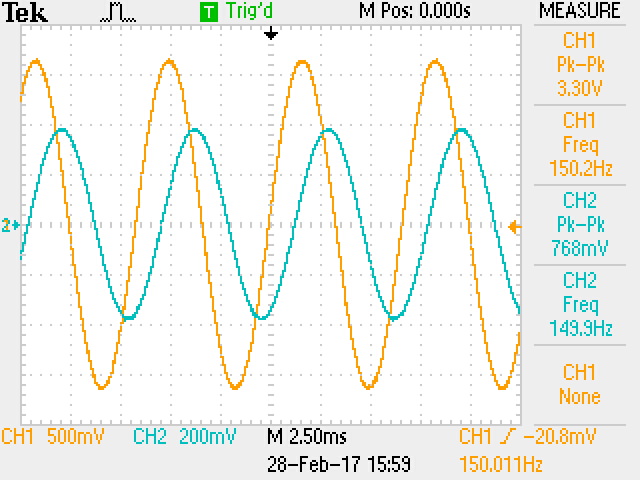 Tek T Trig'd M Pos: 0.000s MEASURE
CH1
Pk-Pk
3.30V
CH1
Freq
150.2Hz
CH2
Pk-Pk
768mV
CH2
Freq
149.9Hz
CH1
None
2
CH1 500mV CH2 200mV M 2.50ms CH1 -20.8mV
28-Feb-17 15:59 150.011Hz